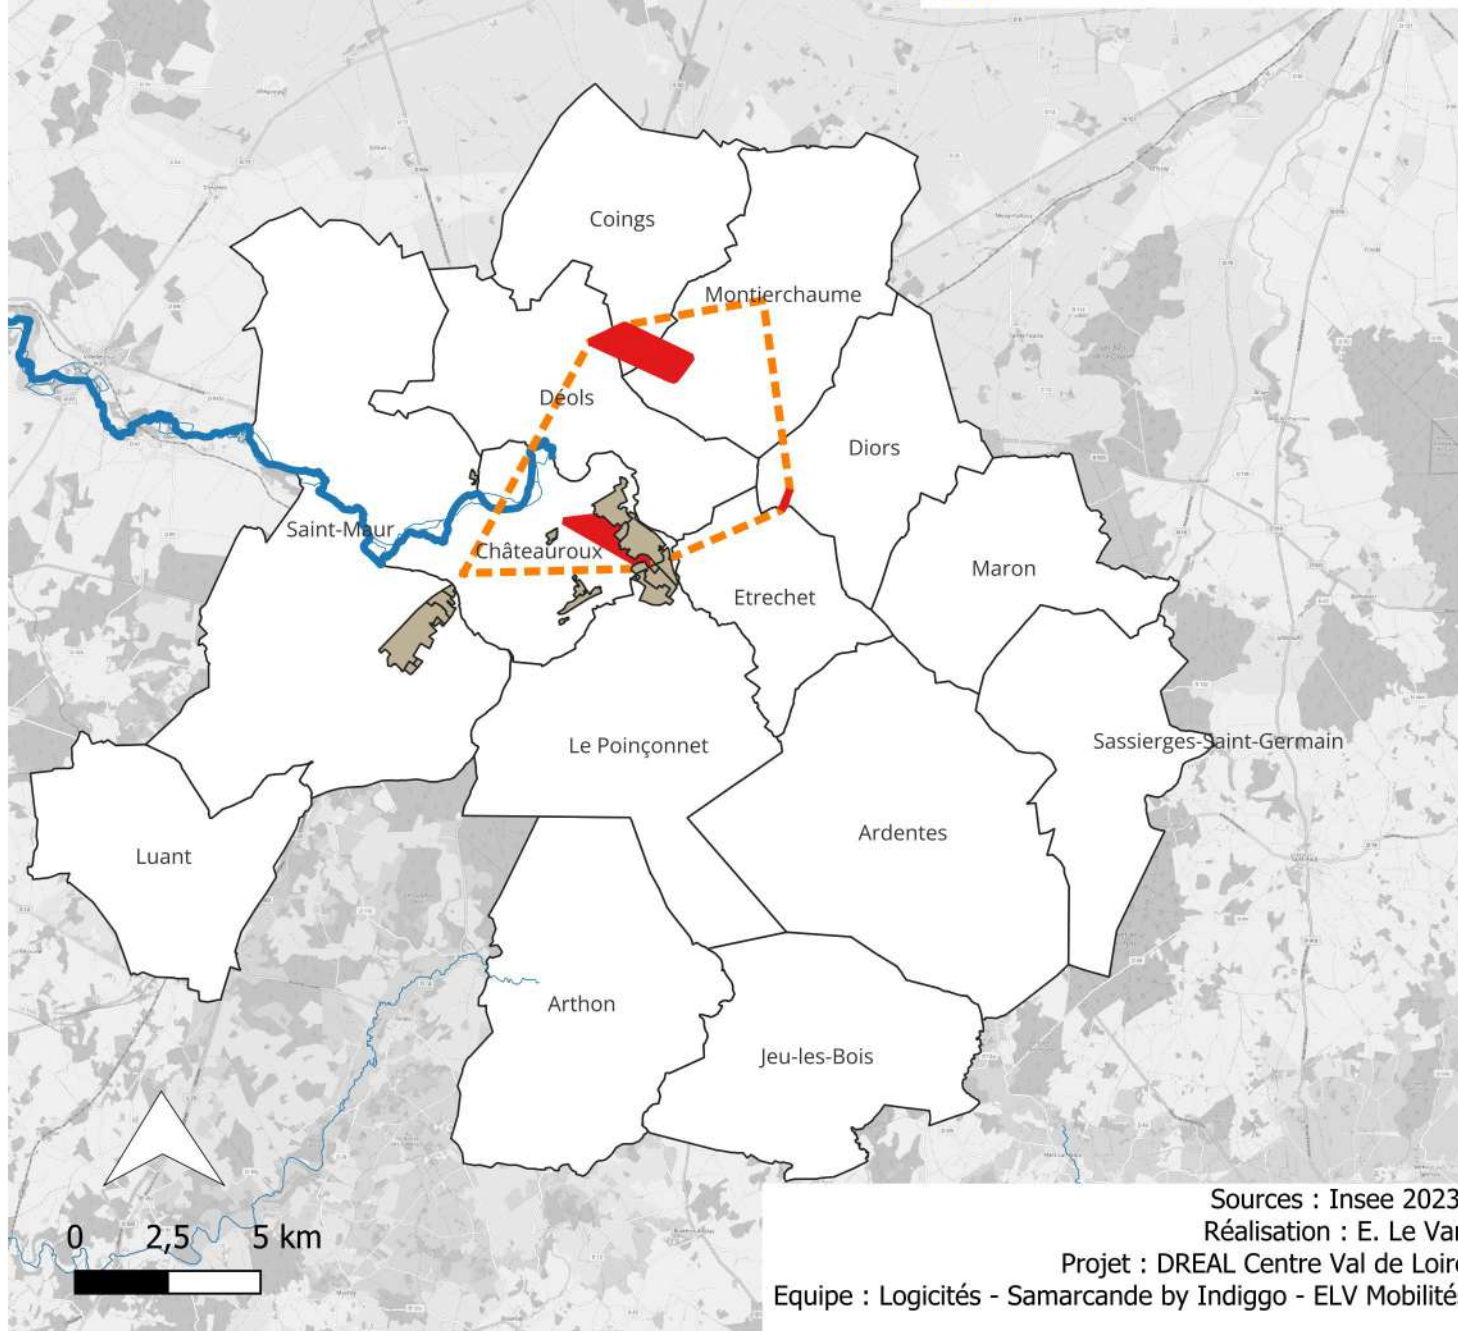 Coings
Montierchaume
Déols
Diors
Saint-Maur
Châteauroux
Maron
Etrechet
Le Poinçonnet
Sassierges-Saint-Germain
Ardentes
Luant
Arthon
Jeu-les-Bois
0 2,5 5 km
Sources : Insee 2023
Réalisation : E. Le Var
Projet : DREAL Centre Val de Loire
Equipe : Logicités - Samarcande by Indiggo - ELV Mobilités